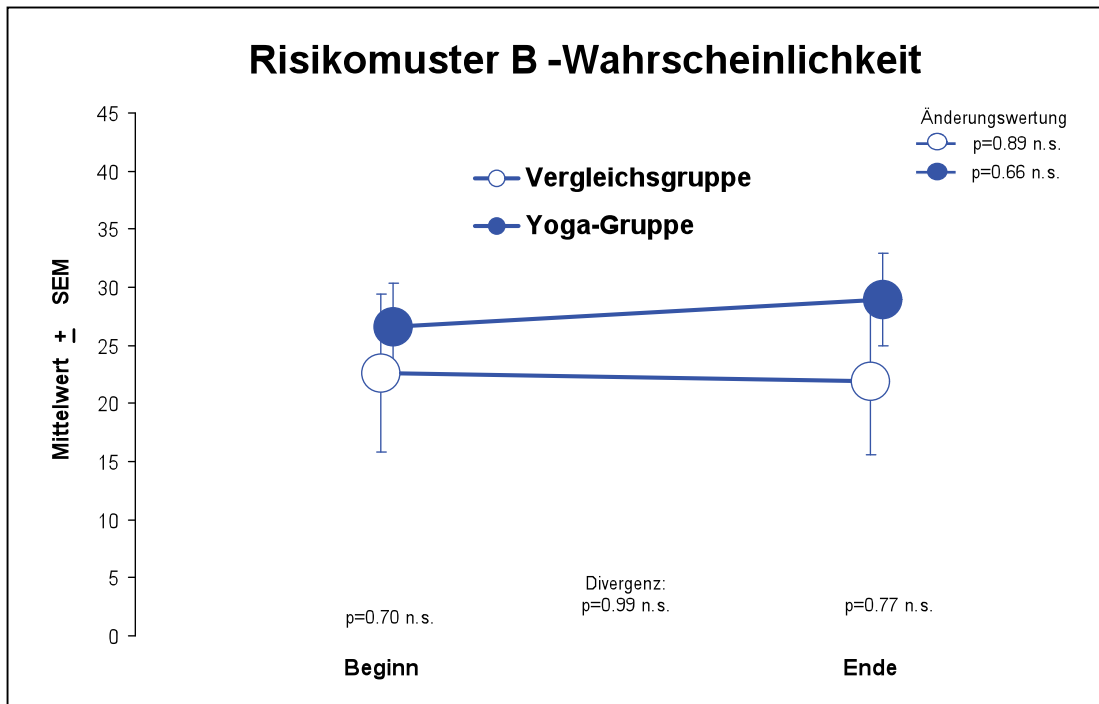 Risikomuster B -Wahrscheinlichkeit
Änderungswertung
p=0.89 n.s.
p=0.66 n.s.
Vergleichsgruppe
Yoga-Gruppe
Mittelwert ± SEM
45
40
35
30
25
20
15
10
5
0
Divergenz:
p=0.99 n.s.
p=0.70 n.s.
p=0.77 n.s.
Beginn
Ende